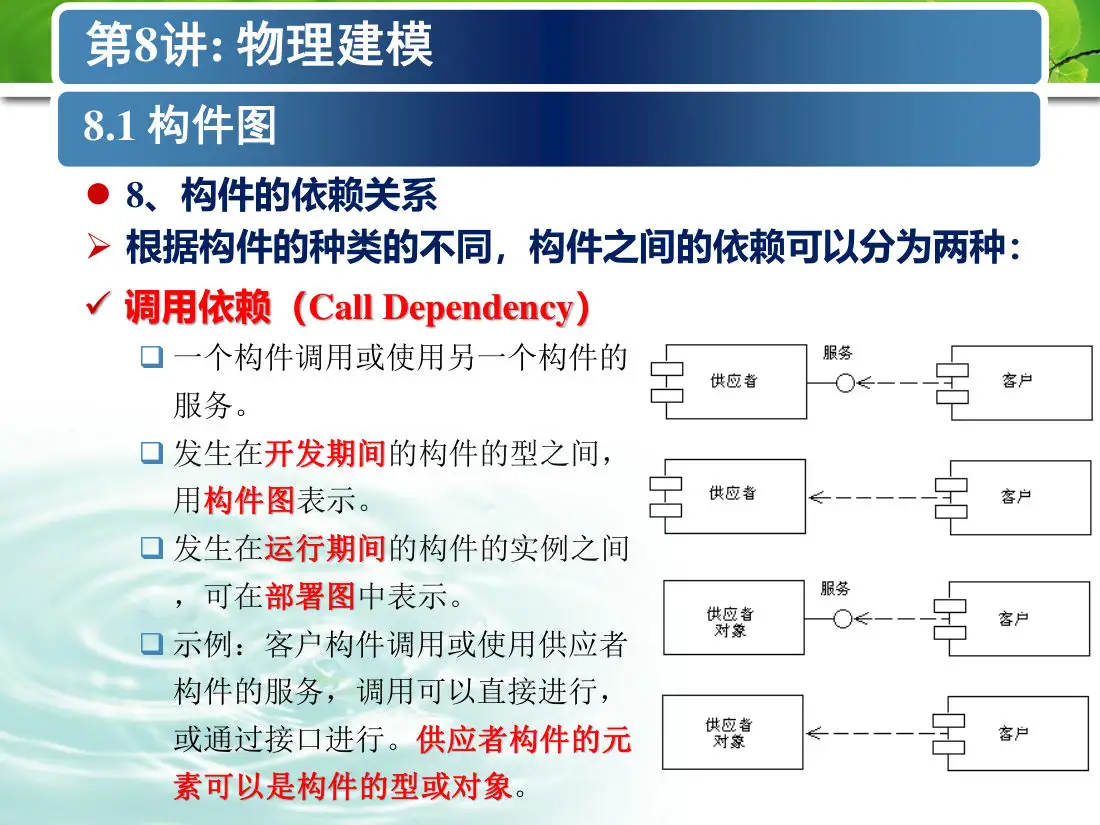 第8讲: 物理建模
8.1 构件图
8、构件的依赖关系
根据构件的种类的不同，构件之间的依赖可以分为两种：
调用依赖（Call Dependency）
一个构件调用或使用另一个构件的
服务。
发生在开发期间的构件的型之间，
用构件图表示。
发生在运行期间的构件的实例之间
，可在部署图中表示。
示例：客户构件调用或使用供应者
构件的服务，调用可以直接进行，
或通过接口进行。供应者构件的元
素可以是构件的型或对象。
供应者
服务
客户
供应者
客户
供应者
对象
服务
客户
供应者
对象
客户